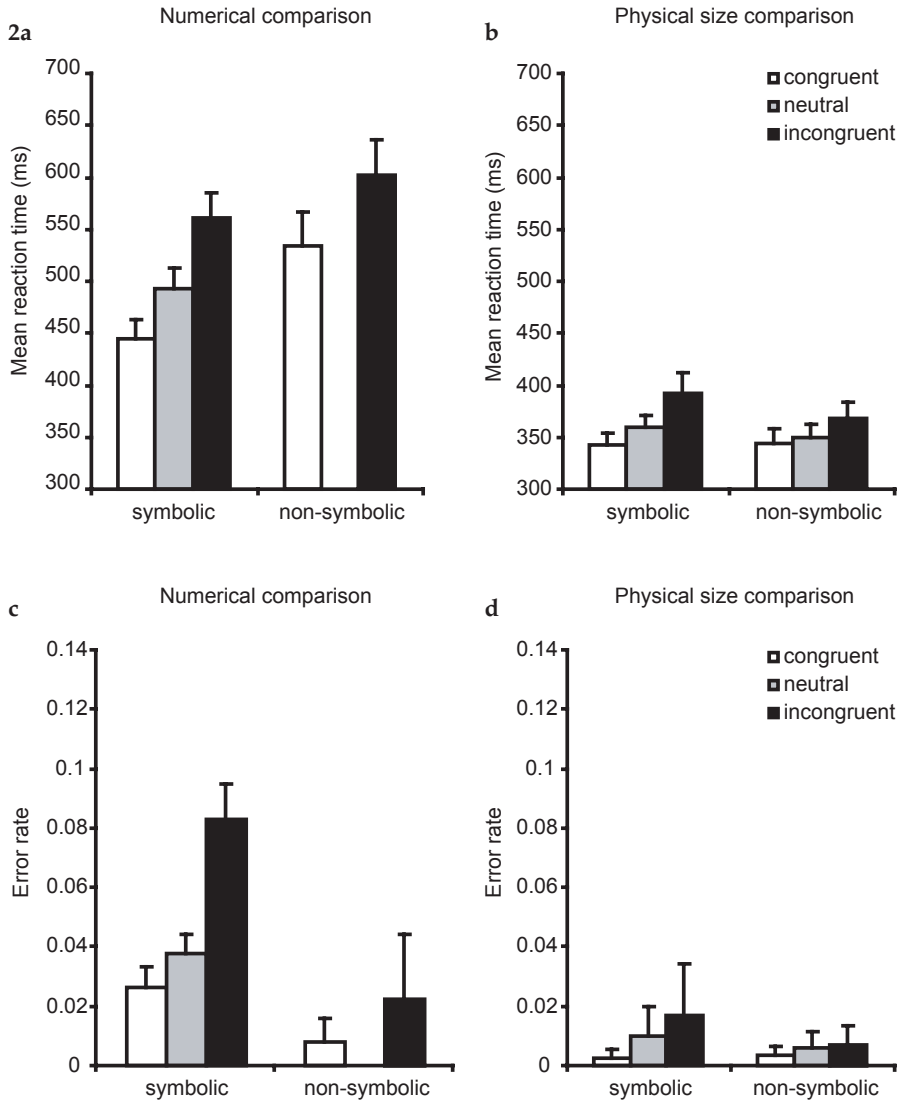 2a
Numerical comparison
700
650
600
550
500
450
400
350
300
Mean reaction time (ms)
symbolic
non-symbolic
b
Physical size comparison
700
650
600
550
500
450
400
350
300
Mean reaction time (ms)
congruent
neutral
incongruent
symbolic
non-symbolic
c
Numerical comparison
0.14
0.12
0.1
0.08
0.06
0.04
0.02
0
Error rate
symbolic
non-symbolic
d
Physical size comparison
0.14
0.12
0.1
0.08
0.06
0.04
0.02
0
Error rate
congruent
neutral
incongruent
symbolic
non-symbolic